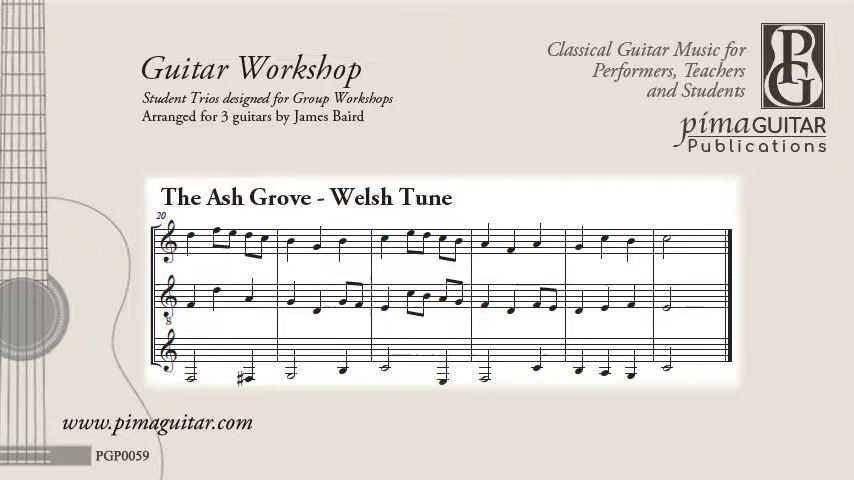 Guitar Workshop
Student Trios designed for Group Workshops
Arranged for 3 guitars by James Baird
Classical Guitar Music for
Performers, Teachers
and Students
PG
pimaGUITAR
Publications
The Ash Grove - Welsh Tune
20
8
www.pimaguitar.com
PGP0059